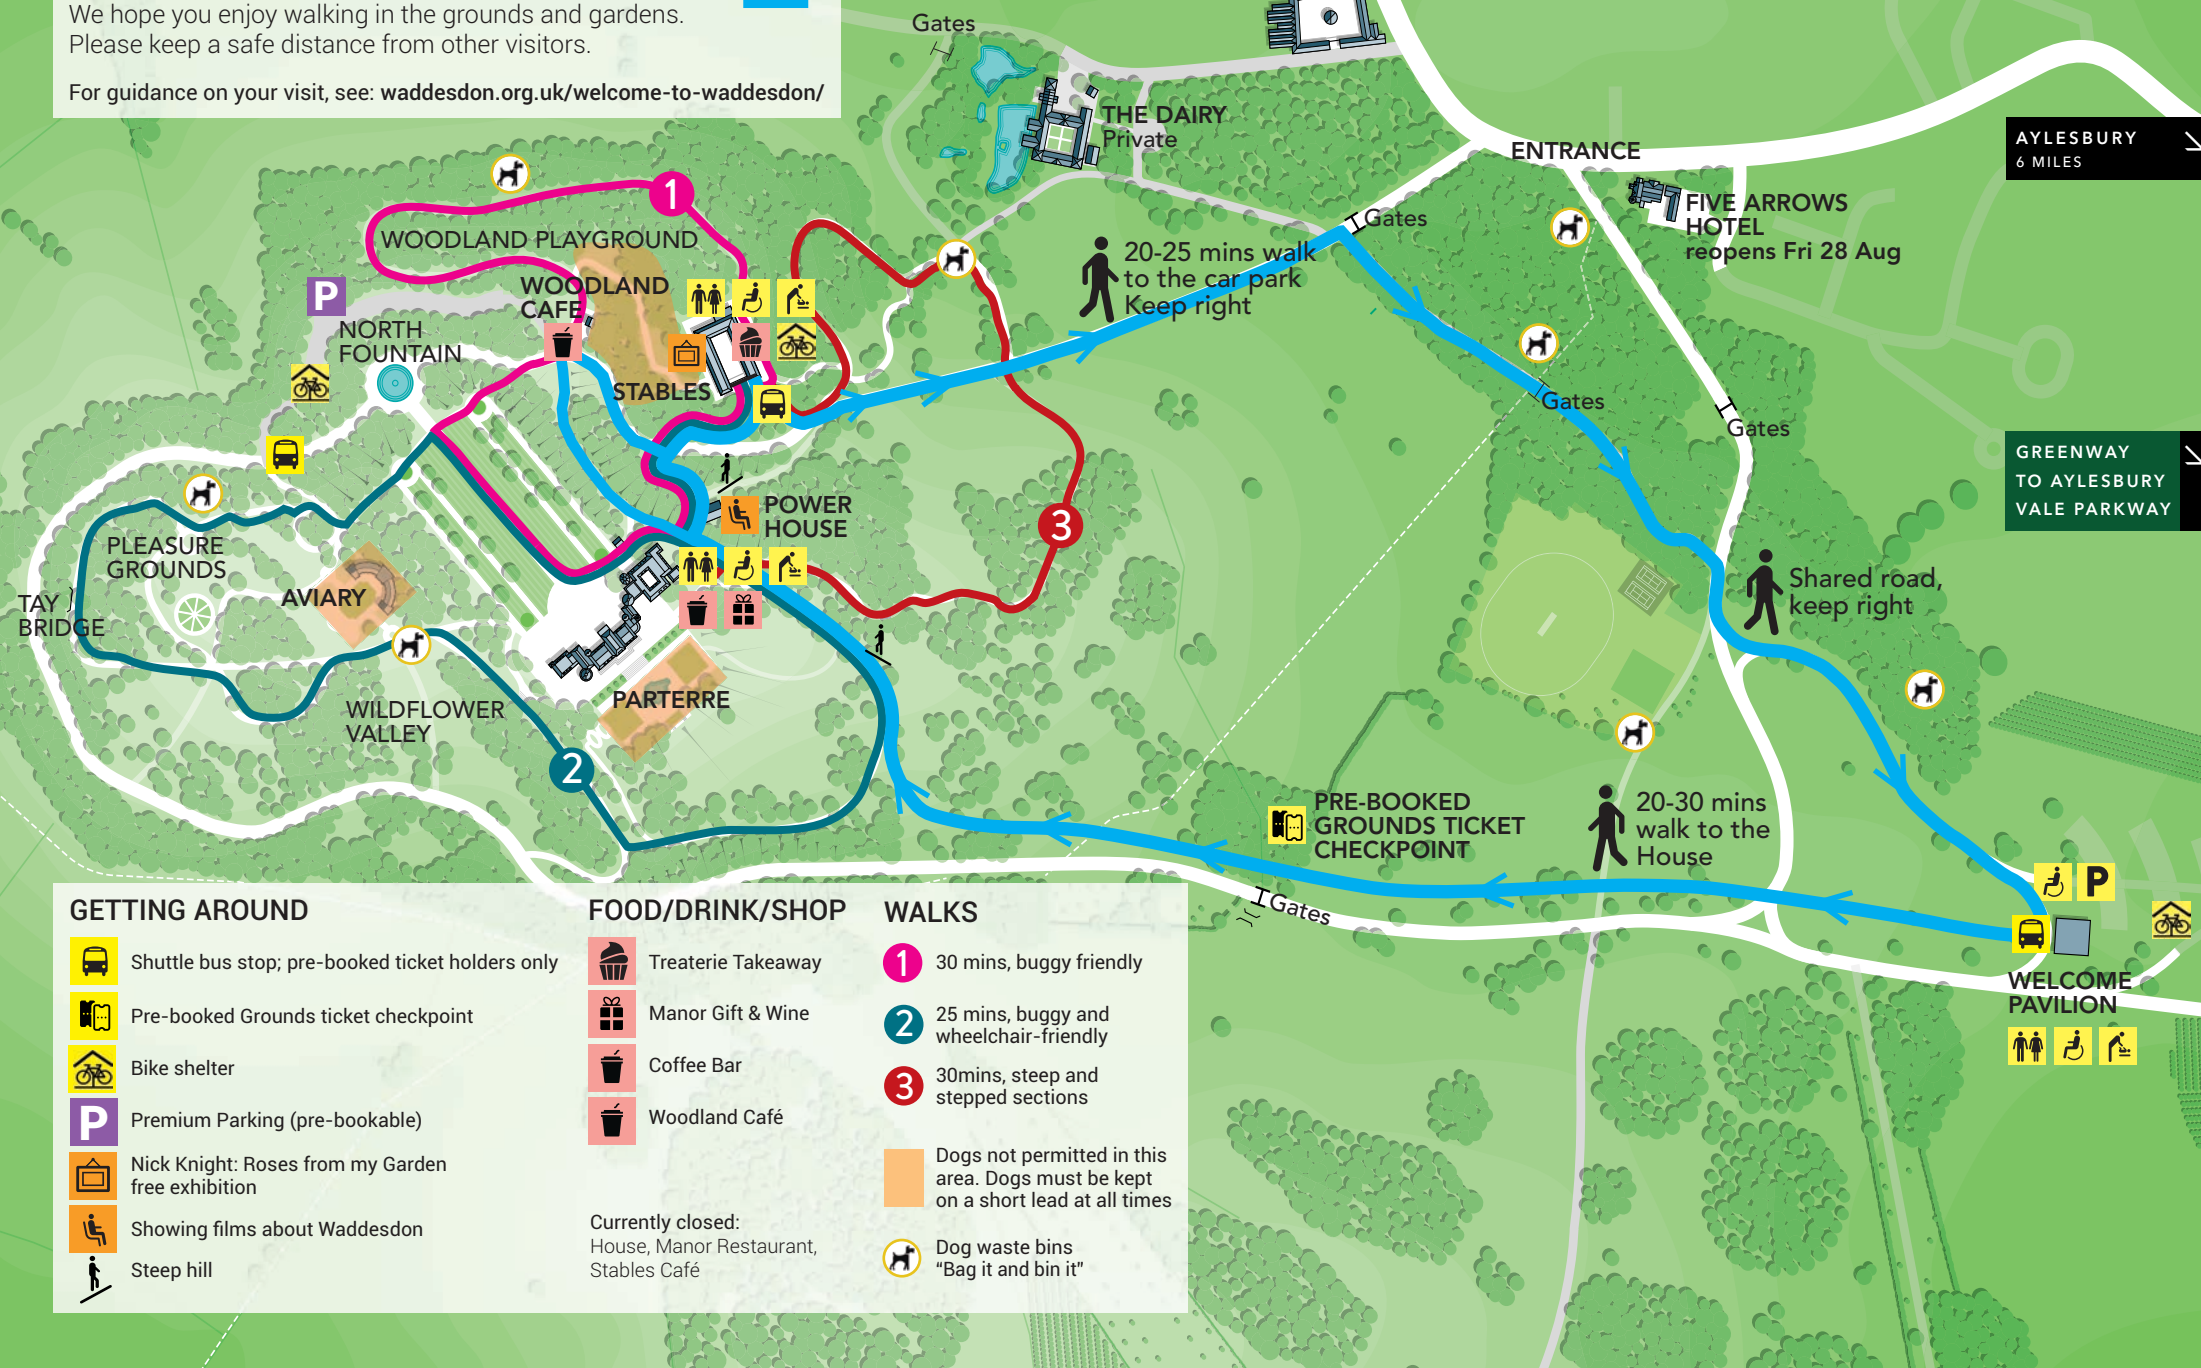 We hope you enjoy walking in the grounds and gardens.
Please keep a safe distance from other visitors.
For guidance on your visit, see: waddesdon.org.uk/welcome-to-waddesdon/
Gates
THE DAIRY
Private
ENTRANCE
AYLESBURY
6 MILES
FIVE ARROWS
HOTEL
reopens Fri 28 Aug
Gates
1
WOODLAND PLAYGROUND
20-25 mins walk
to the car park
Keep right
WOODLAND
CAFE
P
NORTH
FOUNTAIN
STABLES
Gates
Gates
GREENWAY
TO AYLESBURY
VALE PARKWAY
POWER
HOUSE
3
PLEASURE
GROUNDS
AVIARY
TAY
BRIDGE
Shared road,
keep right
PARTERRE
WILDFLOWER
VALLEY
2
PRE-BOOKED
GROUNDS TICKET
CHECKPOINT
20-30 mins
walk to the
House
Gates
P
WELCOME
PAVILION
GETTING AROUND
Shuttle bus stop; pre-booked ticket holders only
Pre-booked Grounds ticket checkpoint
Bike shelter
P
Premium Parking (pre-bookable)
Nick Knight: Roses from my Garden
free exhibition
Showing films about Waddesdon
Steep hill
FOOD/DRINK/SHOP
Treaterie Takeaway
Manor Gift & Wine
Coffee Bar
Woodland Café
Currently closed:
House, Manor Restaurant,
Stables Café
WALKS
1
30 mins, buggy friendly
2
25 mins, buggy and
wheelchair-friendly
3
30mins, steep and
stepped sections
Dogs not permitted in this
area. Dogs must be kept
on a short lead at all times
Dog waste bins
“Bag it and bin it”